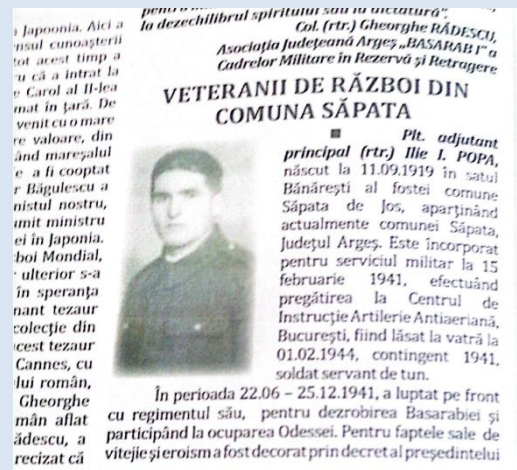 Japoonia. Aici a
nsul cunoașterii
tot acest timp a
u că a intrat la
e Carol al II-lea
mat în țară. De
venit cu o mare
re valoare, din
ând mareșalul
e a fi cooptat
r Băgulescu a
nistul nostru,
umit ministru
ei în Japonia.
boi Mondial,
ulterior s-a
în speranța
nant tezaur
colecție din
cest tezaur
Cannes, cu
lui român,
Gheorghe
mân aflat
ădescu, a
recizat că
la dezechilibrul spiritului sau la dictatură".
Col. (rtr.) Gheorghe RĂDESCU,
Asociația Județeană Argeș „BASARAB I" a
Cadrelor Militare în Rezervă și Retragere
VETERANII DE RĂZBOI DIN
COMUNA SĂPATA
■ Plt. adjutant
principal (rtr.) Ilie I. POPA,
născut la 11.09.1919 în satul
Bănărești al fostei comune
Săpata de Jos, aparținând
actualmente comunei Săpata,
Județul Argeș. Este încorporat
pentru serviciul militar la 15
februarie 1941, efectuând
pregătirea la Centrul de
Instrucție Artilerie Antiaeriană,
București, fiind lăsat la vatră la
01.02.1944, contingent 1941,
soldat servant de tun.
În perioada 22.06 – 25.12.1941, a luptat pe front
cu regimentul său, pentru dezrobirea Basarabiei și
participând la ocuparea Odessei. Pentru faptele sale de
vitejie și eroism a fost decorat prin decret al președintelui